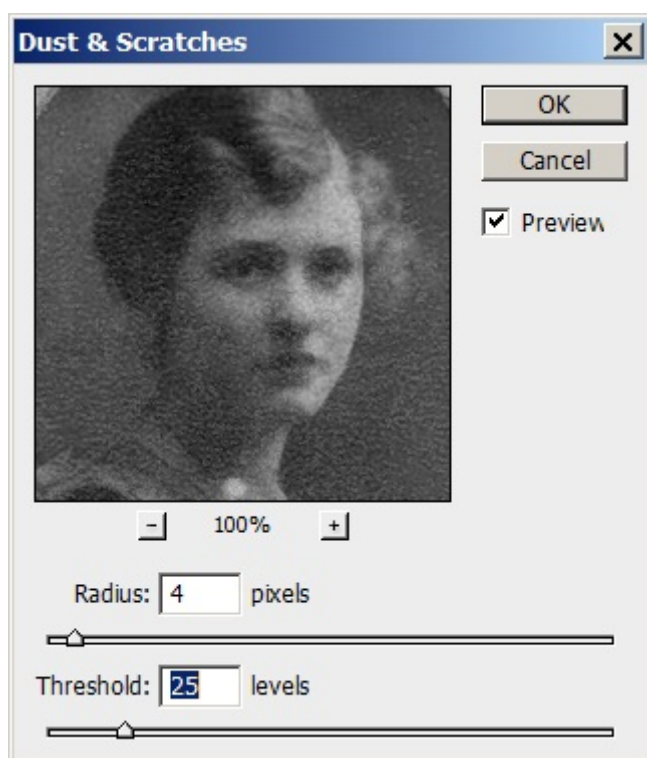 Dust & Scratches
OK
Cancel
Preview
- 100% +
Radius: 4 pixels
Threshold: 25 levels